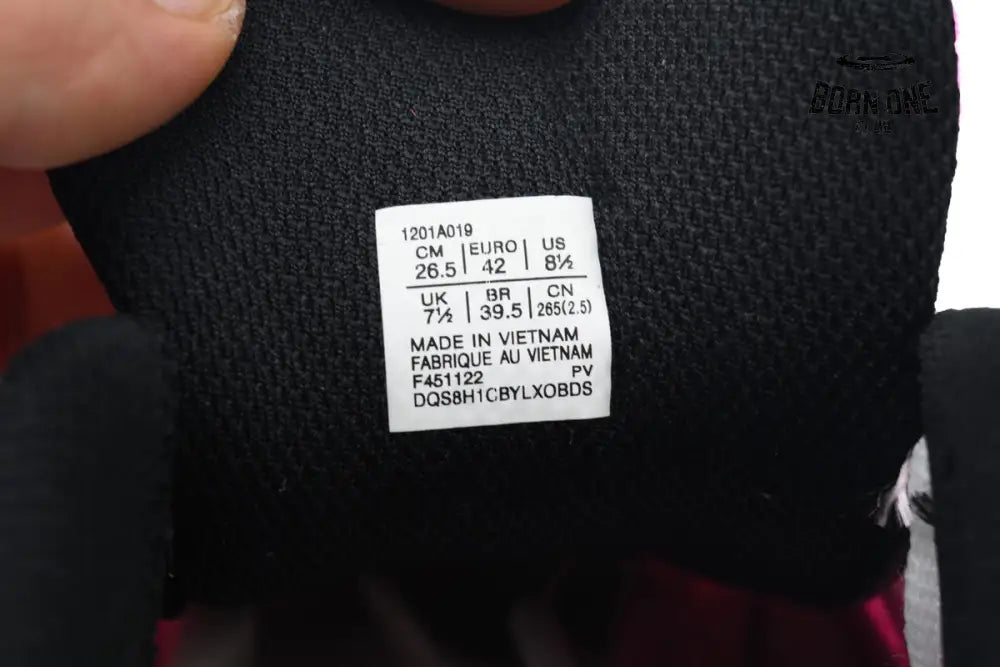 BORN ONE
1201A019
CM | EURO | US
26.5 | 42 | 8½
UK | BR | CN
7½ | 39.5 | 265(2.5)
MADE IN VIETNAM
FABRIQUE AU VIETNAM
F451122 PV
DQS8H1CBYLXOBDS